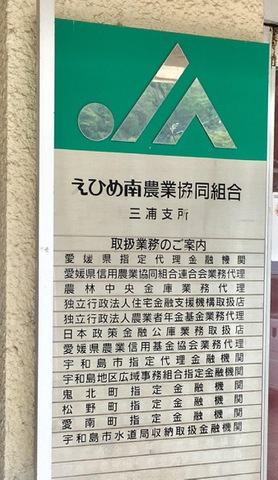 JA
えひめ南農業協同組合
三浦支所
取扱業務のご案内
愛媛県指定代理金融機関
愛媛県信用農業協同組合連合会業務代理
農林中央金庫業務代理
独立行政法人住宅金融支援機構取扱店
独立行政法人農業者年金基金業務代理
日本政策金融公庫業務取扱店
愛媛県農業信用基金協会業務代理
宇和島市指定代理金融機関
宇和島地区広域事務組合指定金融機関
鬼北町指定金融機関
松野町指定金融機関
愛南町指定金融機関
宇和島市水道局収納取扱金融機関